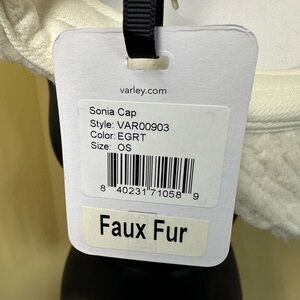 varley.com
Sonia Cap
Style: VAR00903
Color: EGRT
Size: OS
8 40231 71058 9
Faux Fur